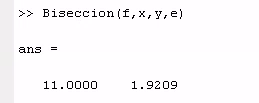 >> Biseccion(f,x,y,e)
ans =
11.0000 1.9209